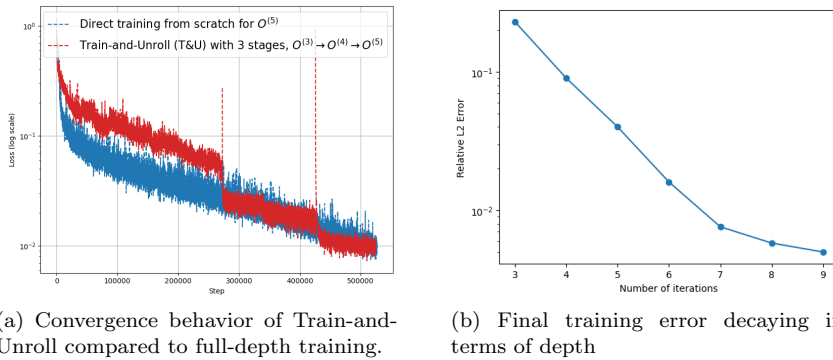 Direct training from scratch for O^(5)
Train-and-Unroll (T&U) with 3 stages, O^(3) → O^(4) → O^(5)
10^0
10^-1
10^-2
Loss (log scale)
0
100000
200000
300000
400000
500000
Step
10^-1
10^-2
Relative L2 Error
3
4
5
6
7
8
9
Number of iterations
(a) Convergence behavior of Train-and-
Unroll compared to full-depth training.
(b) Final training error decaying in
terms of depth